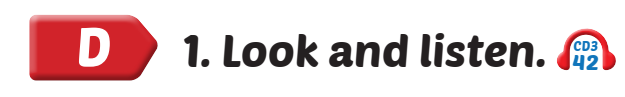 D 1. Look and listen. CD3
42